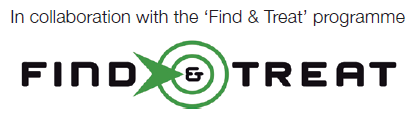 In collaboration with the ‘Find & Treat’ programme
FIND & TREAT